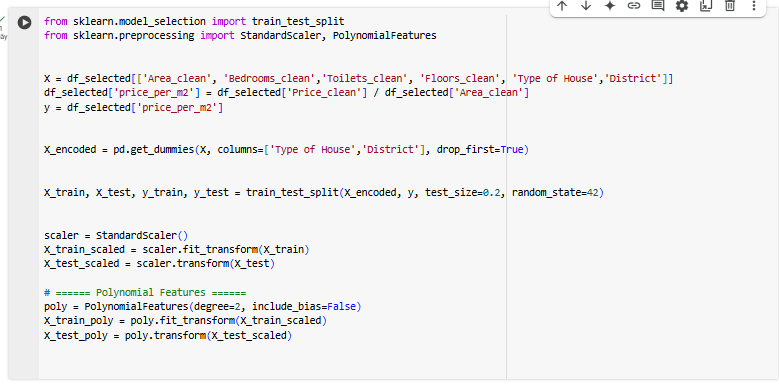 from sklearn.model_selection import train_test_split
from sklearn.preprocessing import StandardScaler, PolynomialFeatures
X = df_selected[['Area_clean', 'Bedrooms_clean','Toilets_clean', 'Floors_clean', 'Type of House','District']]
df_selected['price_per_m2'] = df_selected['Price_clean'] / df_selected['Area_clean']
y = df_selected['price_per_m2']
X_encoded = pd.get_dummies(X, columns=['Type of House','District'], drop_first=True)
X_train, X_test, y_train, y_test = train_test_split(X_encoded, y, test_size=0.2, random_state=42)
scaler = StandardScaler()
X_train_scaled = scaler.fit_transform(X_train)
X_test_scaled = scaler.transform(X_test)
# ====== Polynomial Features ======
poly = PolynomialFeatures(degree=2, include_bias=False)
X_train_poly = poly.fit_transform(X_train_scaled)
X_test_poly = poly.transform(X_test_scaled)